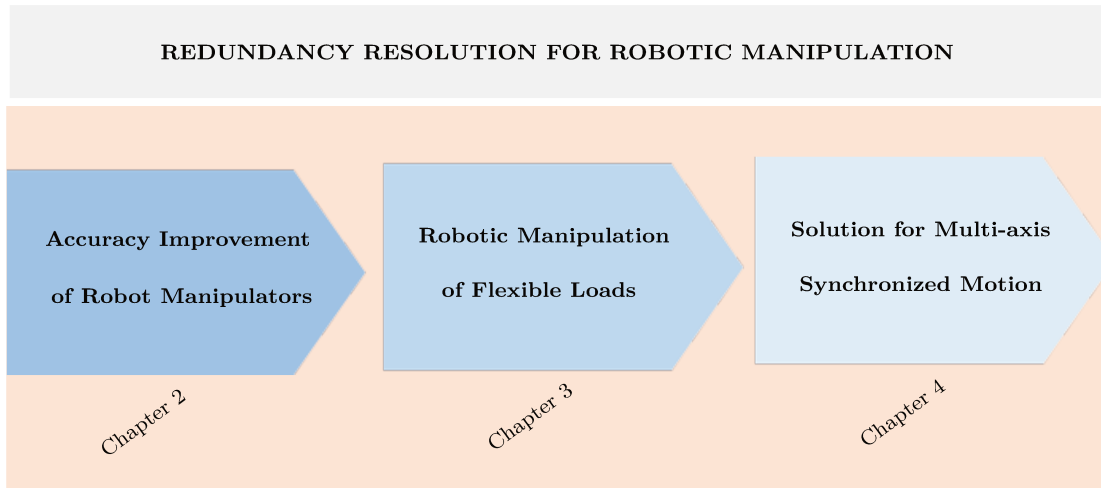 REDUNDANCY RESOLUTION FOR ROBOTIC MANIPULATION
Accuracy Improvement
of Robot Manipulators
Chapter 2
Robotic Manipulation
of Flexible Loads
Chapter 3
Solution for Multi-axis
Synchronized Motion
Chapter 4